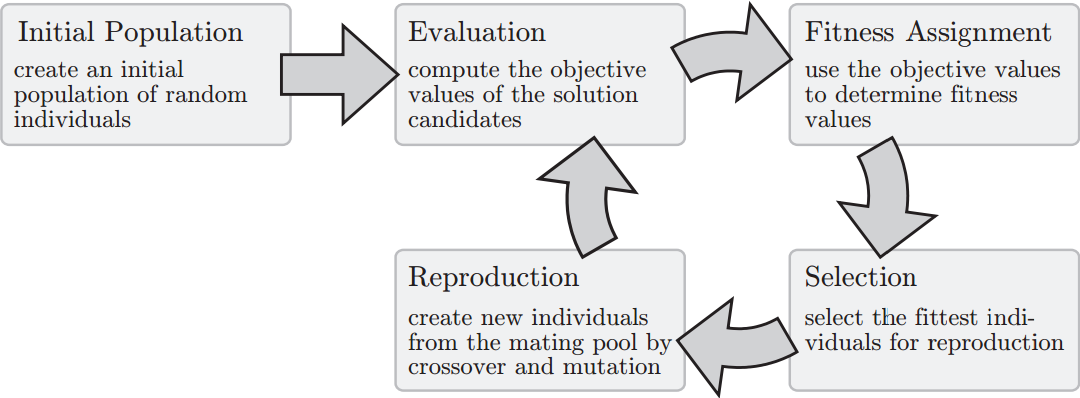 Initial Population
create an initial
population of random
individuals
Evaluation
compute the objective
values of the solution
candidates
Fitness Assignment
use the objective values
to determine fitness
values
Reproduction
create new individuals
from the mating pool by
crossover and mutation
Selection
select the fittest indi-
viduals for reproduction